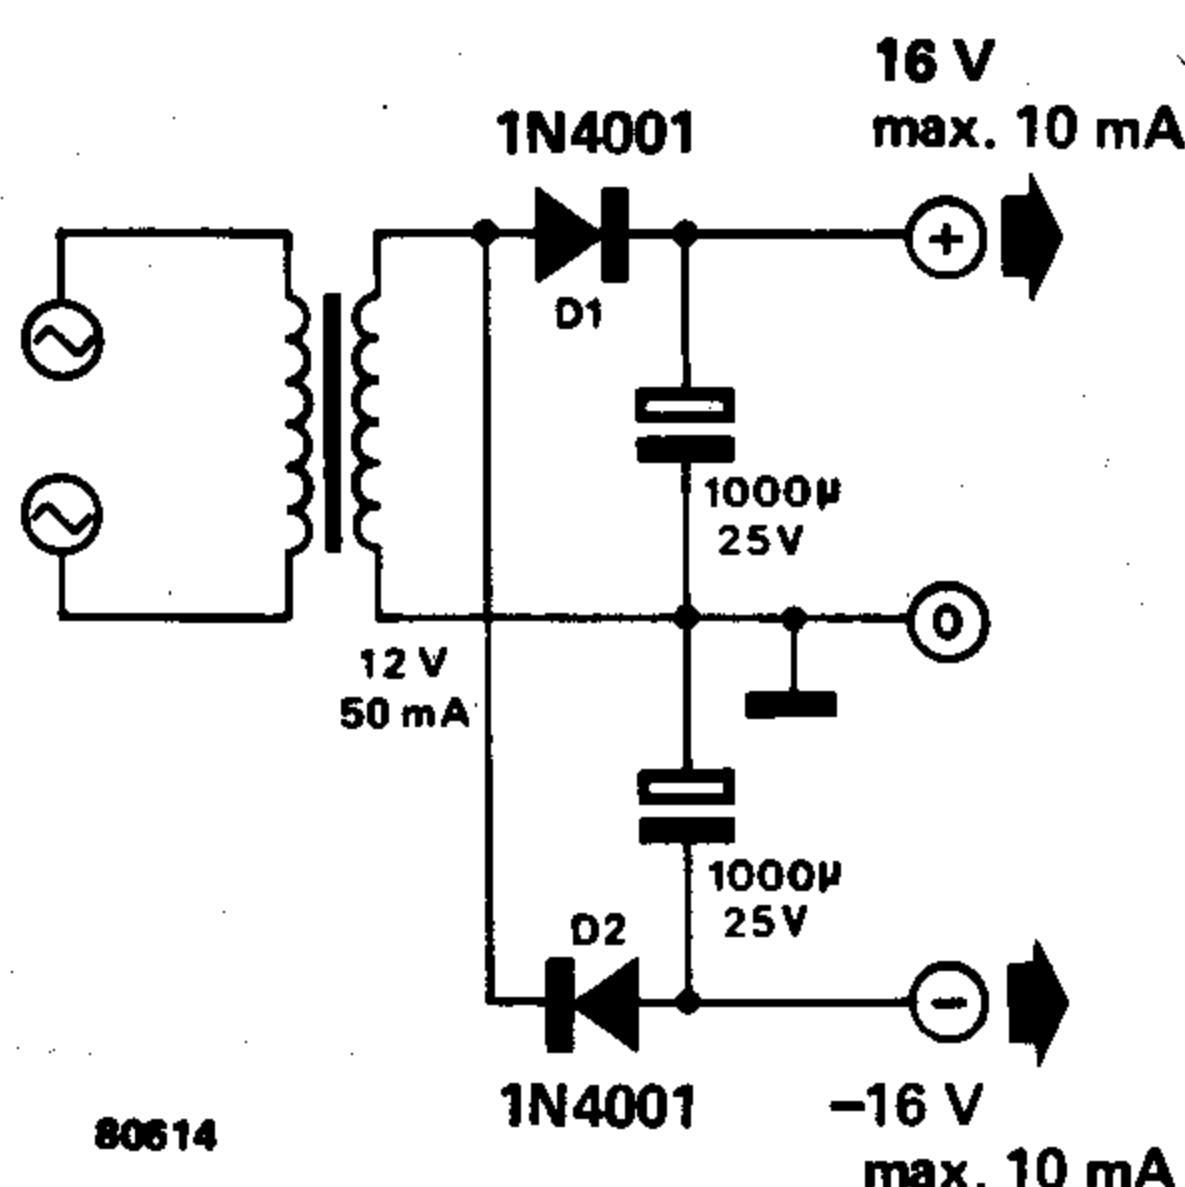 16 V
max. 10 mA
1N4001
+
D1
1000µ
25V
0
12 V
50 mA
1000µ
25V
D2
−
1N4001
−16 V
max. 10 mA
80614